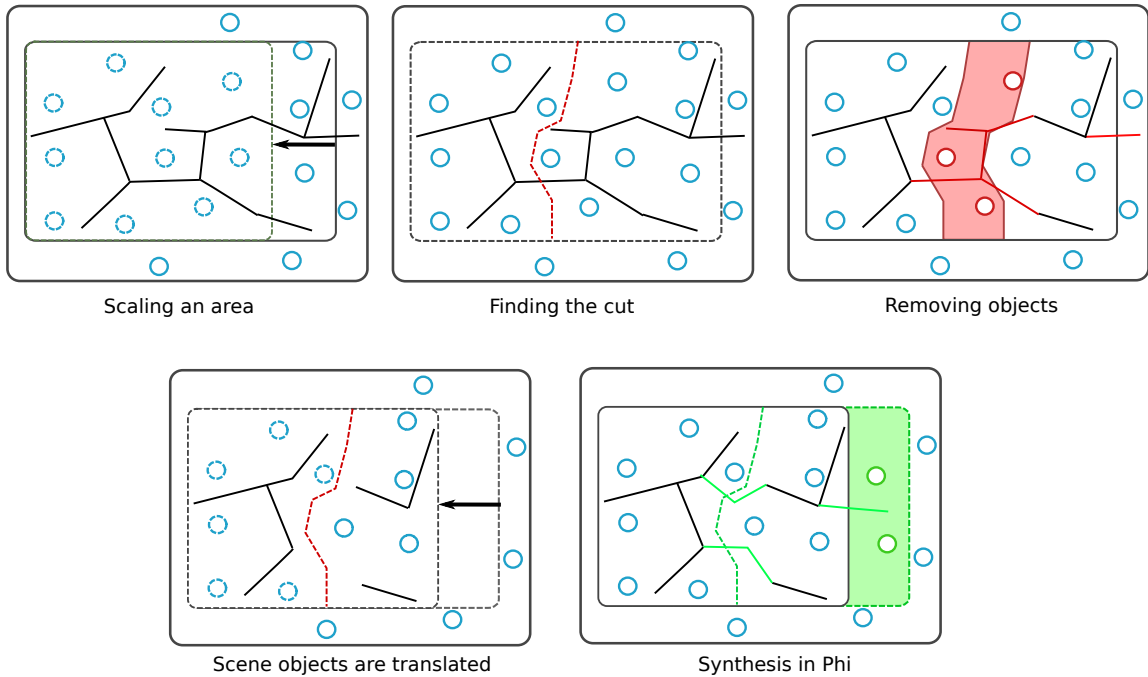 Scaling an area
Finding the cut
Removing objects
Scene objects are translated
Synthesis in Phi